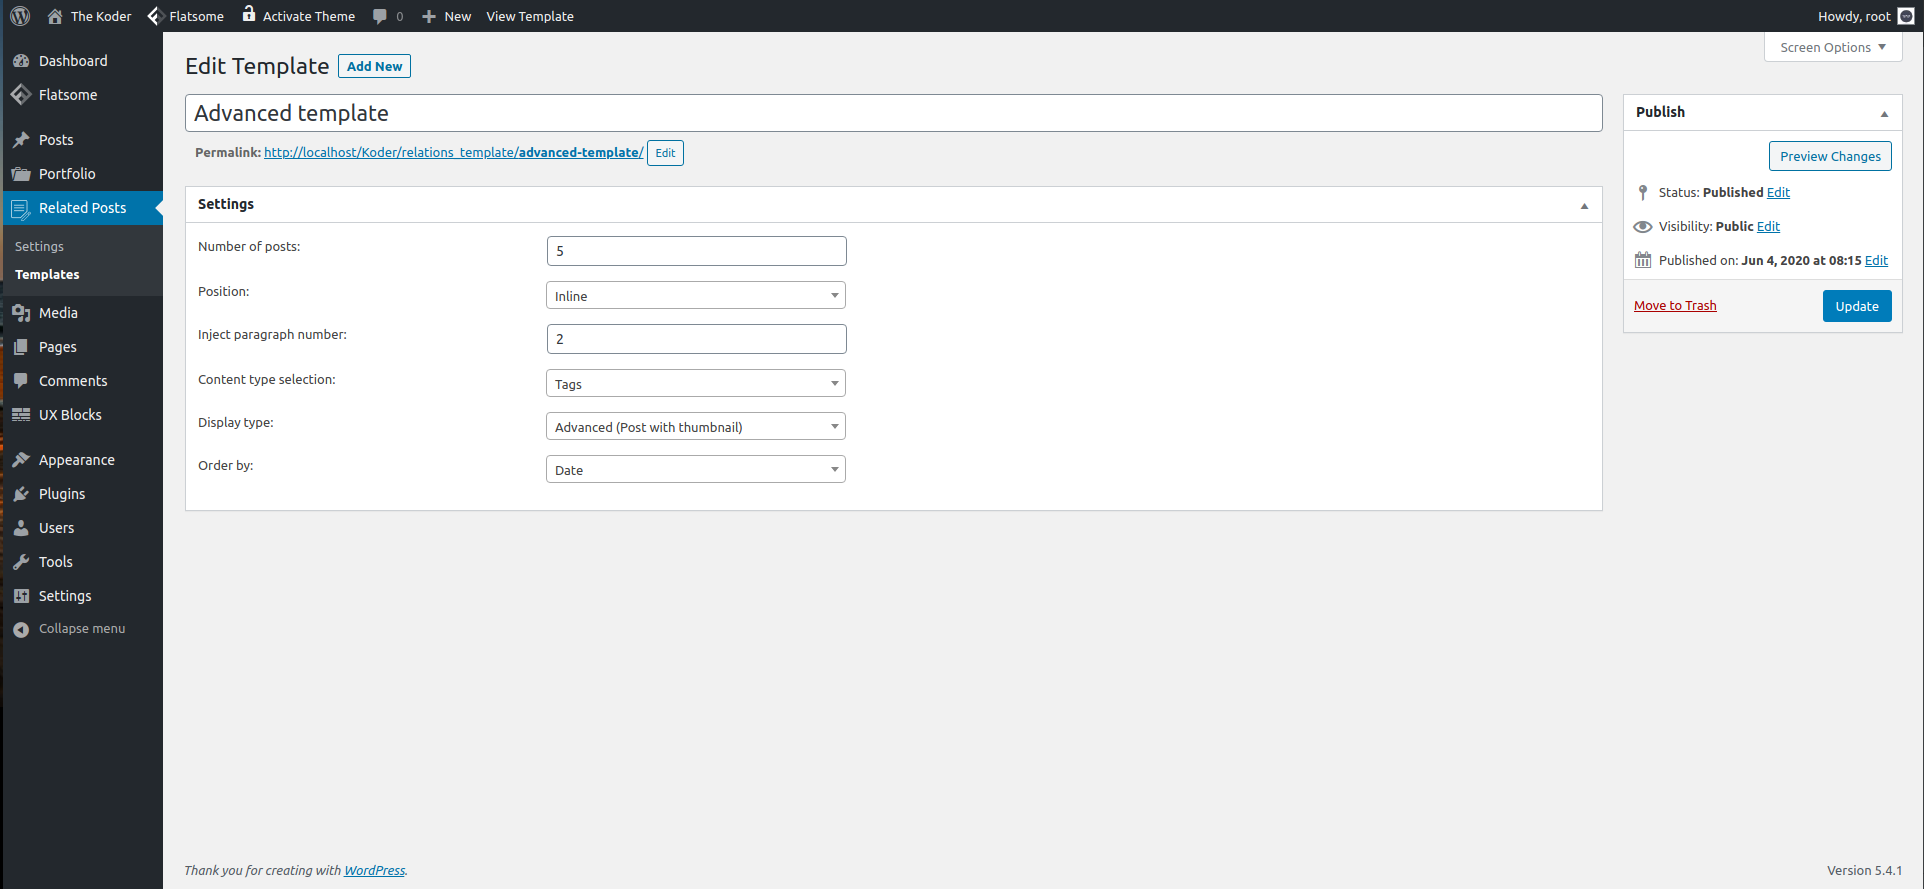 The Koder Flatsome Activate Theme 0 New View Template Howdy, root
Screen Options
Dashboard
Flatsome
Posts
Portfolio
Related Posts
Settings
Templates
Media
Pages
Comments
UX Blocks
Appearance
Plugins
Users
Tools
Settings
Collapse menu
Edit Template Add New
Advanced template
Permalink: http://localhost/Koder/relations_template/advanced-template/ Edit
Settings
Number of posts: 5
Position: Inline
Inject paragraph number: 2
Content type selection: Tags
Display type: Advanced (Post with thumbnail)
Order by: Date
Publish
Preview Changes
Status: Published Edit
Visibility: Public Edit
Published on: Jun 4, 2020 at 08:15 Edit
Move to Trash Update
Thank you for creating with WordPress. Version 5.4.1